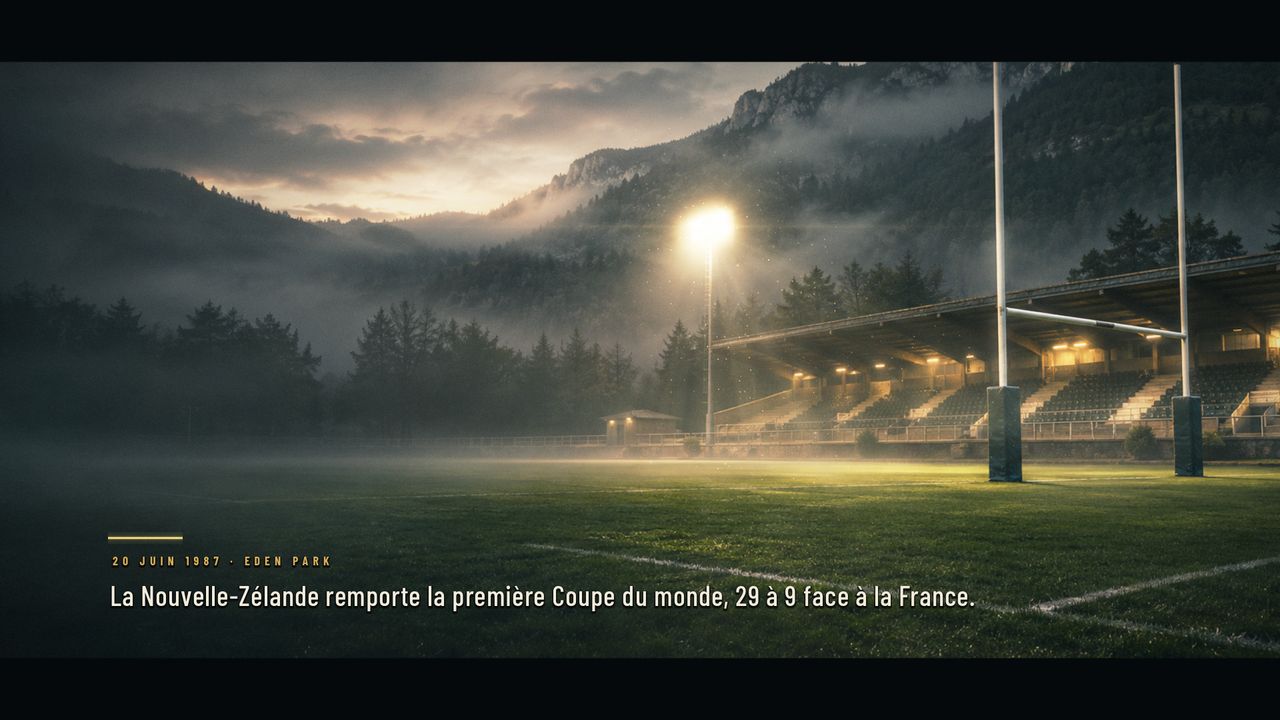 20 JUIN 1987 · EDEN PARK
La Nouvelle-Zélande remporte la première Coupe du monde, 29 à 9 face à la France.